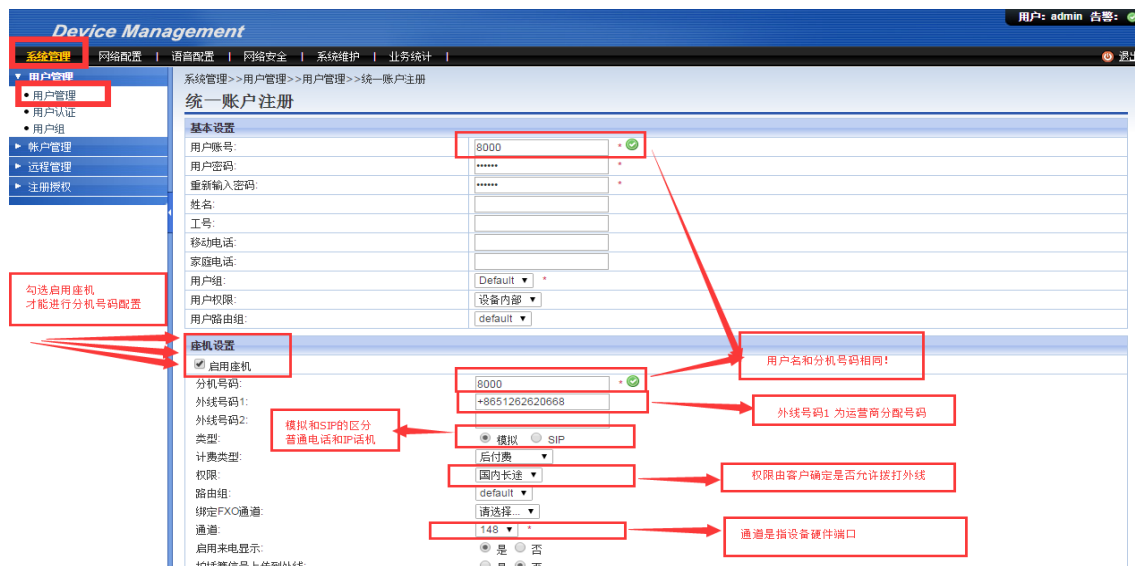 用户: admin 告警:
Device Management
系统管理 网络配置 | 语音配置 | 网络安全 | 系统维护 | 业务统计 |
退出
用户管理
用户管理
用户认证
用户组
帐户管理
远程管理
注册授权
系统管理>>用户管理>>用户管理>>统一账户注册
统一账户注册
基本设置
用户账号: 8000 *
用户密码: •••••• *
重新输入密码: •••••• *
姓名:
工号:
移动电话:
家庭电话:
用户组: Default *
用户权限: 设备内部
用户路由组: default
勾选启用座机
才能进行分机号码配置
座机设置
启用座机
分机号码: 8000 *
外线号码1: +8651262620668
外线号码2:
类型: 模拟 SIP
计费类型: 后付费
权限: 国内长途
路由组: default
绑定FXO通道: 请选择...
通道: 148 *
启用来电显示: 是 否
是 否
模拟和SIP的区分
普通电话和IP话机
用户名和分机号码相同!
外线号码1 为运营商分配号码
权限由客户确定是否允许拨打外线
通道是指设备硬件端口